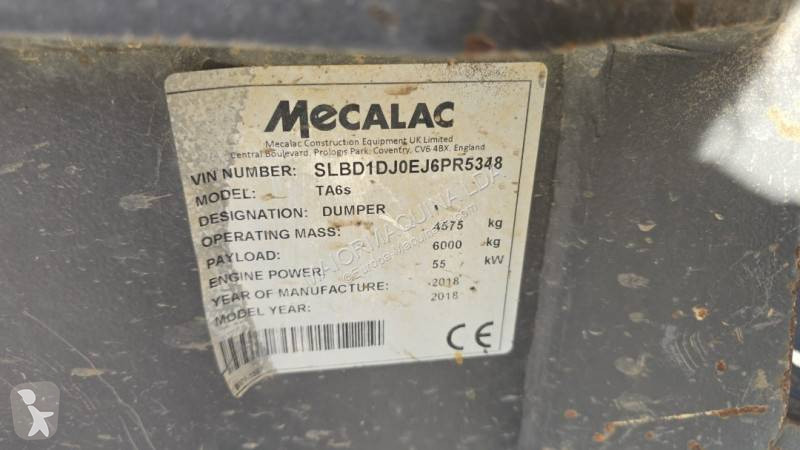 Mecalac
Mecalac Construction Equipment UK Limited
Central Boulevard, Prologis Park, Coventry, CV6 4BX, England
VIN NUMBER: SLBD1DJ0EJ6PR5348
MODEL: TA6s
DESIGNATION: DUMPER
OPERATING MASS: 4575 kg
PAYLOAD: 6000 kg
ENGINE POWER: 55 kW
YEAR OF MANUFACTURE: 2018
MODEL YEAR: 2018
CE
MAIORMAQUINA LDA.